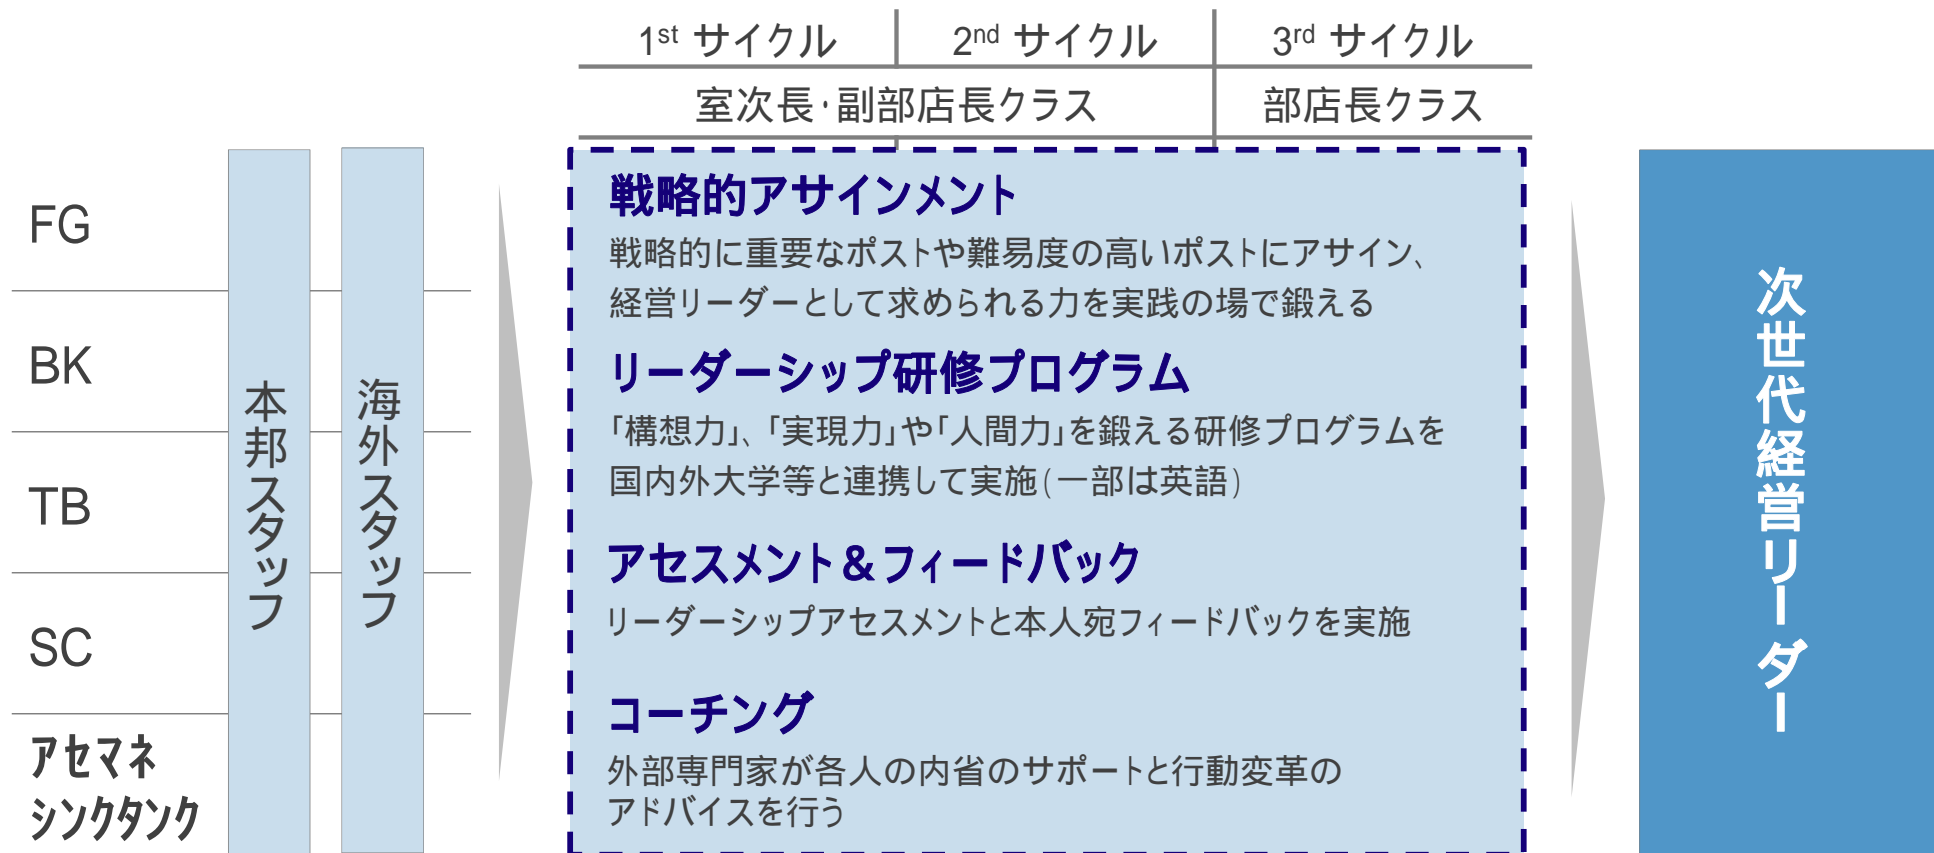 1st サイクル
2nd サイクル
3rd サイクル
室次長・副部店長クラス
部店長クラス
FG
BK
TB
SC
アセマネ
シンクタンク
本邦スタッフ
海外スタッフ
戦略的アサインメント
戦略的に重要なポストや難易度の高いポストにアサイン、
経営リーダーとして求められる力を実践の場で鍛える
リーダーシップ研修プログラム
「構想力」、「実現力」や「人間力」を鍛える研修プログラムを
国内外大学等と連携して実施(一部は英語)
アセスメント＆フィードバック
リーダーシップアセスメントと本人宛フィードバックを実施
コーチング
外部専門家が各人の内省のサポートと行動変革の
アドバイスを行う
次世代経営リーダー